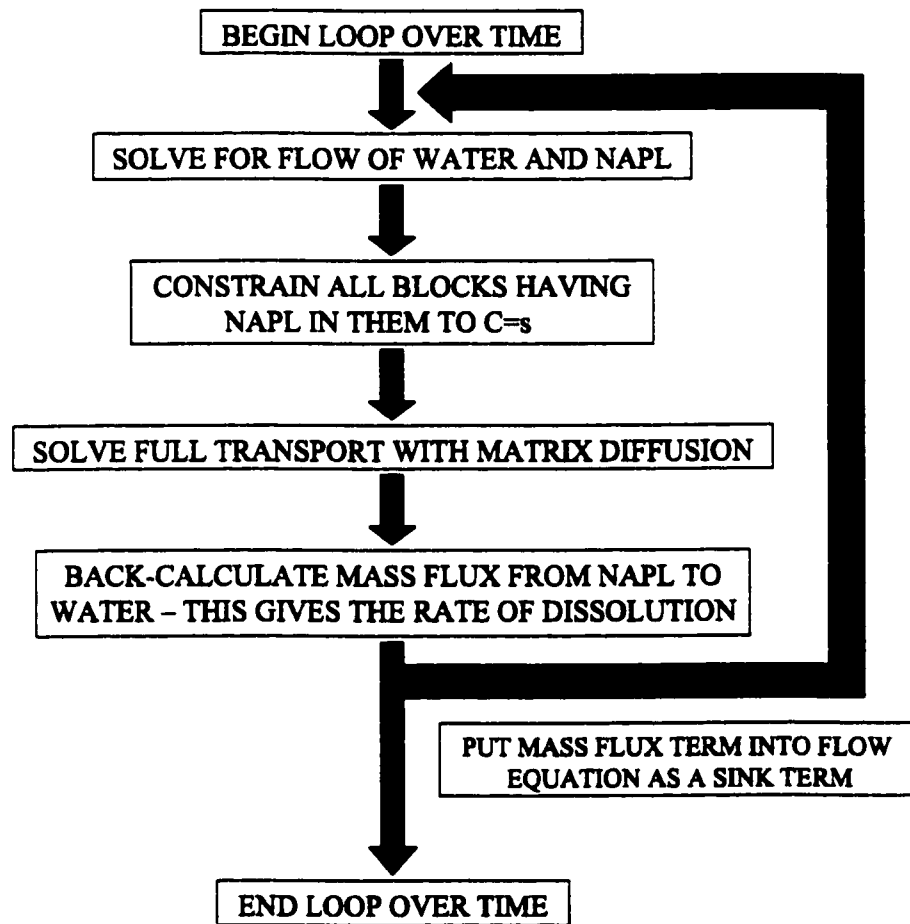 BEGIN LOOP OVER TIME
SOLVE FOR FLOW OF WATER AND NAPL
CONSTRAIN ALL BLOCKS HAVING
NAPL IN THEM TO C=s
SOLVE FULL TRANSPORT WITH MATRIX DIFFUSION
BACK-CALCULATE MASS FLUX FROM NAPL TO
WATER – THIS GIVES THE RATE OF DISSOLUTION
PUT MASS FLUX TERM INTO FLOW
EQUATION AS A SINK TERM
END LOOP OVER TIME